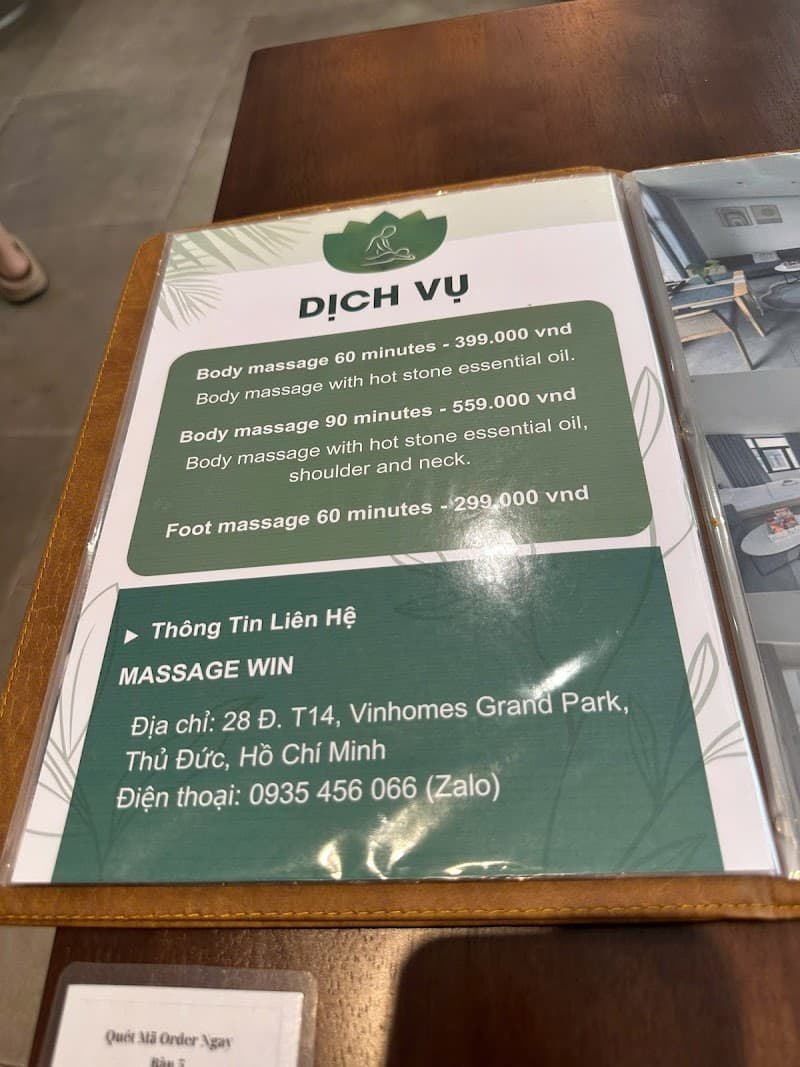 DỊCH VỤ
Body massage 60 minutes - 399.000 vnd
Body massage with hot stone essential oil.
Body massage 90 minutes - 559.000 vnd
Body massage with hot stone essential oil,
shoulder and neck.
Foot massage 60 minutes - 299.000 vnd
Thông Tin Liên Hệ
MASSAGE WIN
Địa chỉ: 28 Đ. T14, Vinhomes Grand Park,
Thủ Đức, Hồ Chí Minh
Điện thoại: 0935 456 066 (Zalo)
Quét Mã Order Ngay
Bàn 5